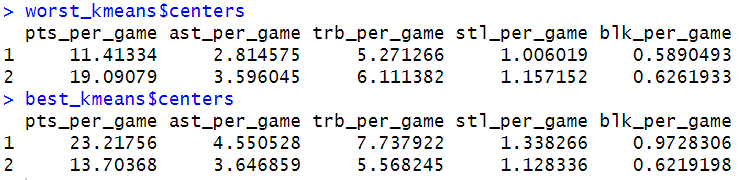 > worst_kmeans$centers
  pts_per_game ast_per_game trb_per_game stl_per_game blk_per_game
1     11.41334     2.814575     5.271266     1.006019    0.5890493
2     19.09079     3.596045     6.111382     1.157152    0.6261933
> best_kmeans$centers
  pts_per_game ast_per_game trb_per_game stl_per_game blk_per_game
1     23.21756     4.550528     7.737922     1.338266    0.9728306
2     13.70368     3.646859     5.568245     1.128336    0.6219198